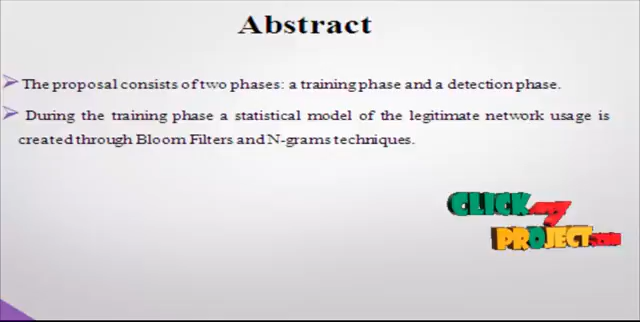 Abstract
The proposal consists of two phases: a training phase and a detection phase.
During the training phase a statistical model of the legitimate network usage is
created through Bloom Filters and N-grams techniques.
CLICK
PROJECT.COM